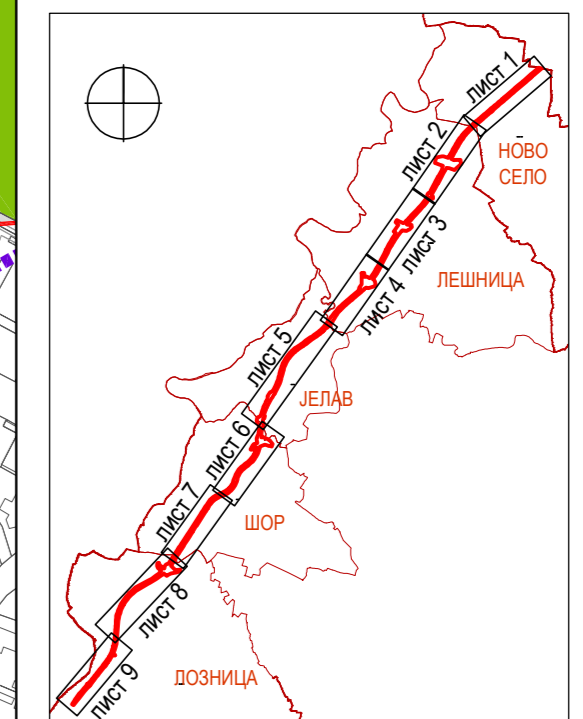 лист 1
лист 2
НОВО
СЕЛО
лист 3
ЛЕШНИЦА
лист 4
лист 5
ЈЕЛАВ
лист 6
лист 7
ШОР
лист 8
ЛОЗНИЦА
лист 9